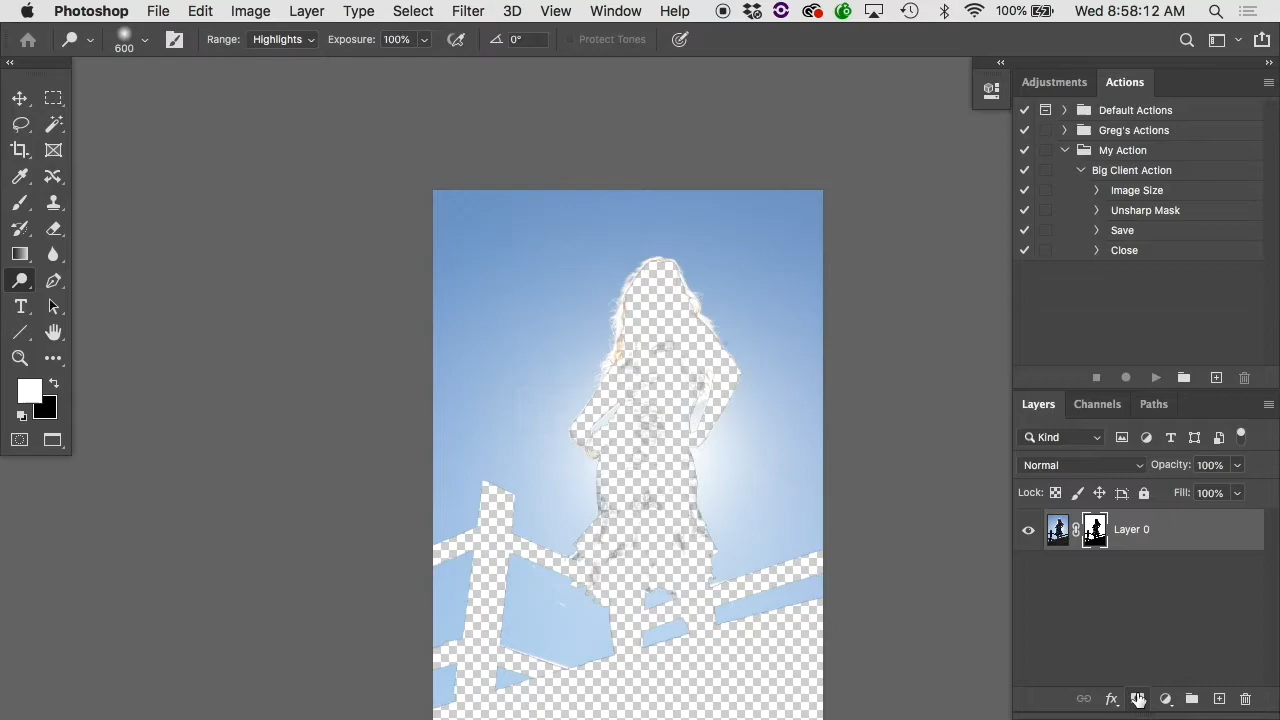 Photoshop File Edit Image Layer Type Select Filter 3D View Window Help 100% Wed 8:58:12 AM
600 Range: Highlights Exposure: 100% 0° Protect Tones
Adjustments Actions
Default Actions
Greg's Actions
My Action
Big Client Action
Image Size
Unsharp Mask
Save
Close
Layers Channels Paths
Kind
Normal Opacity: 100%
Lock: Fill: 100%
Layer 0
fx